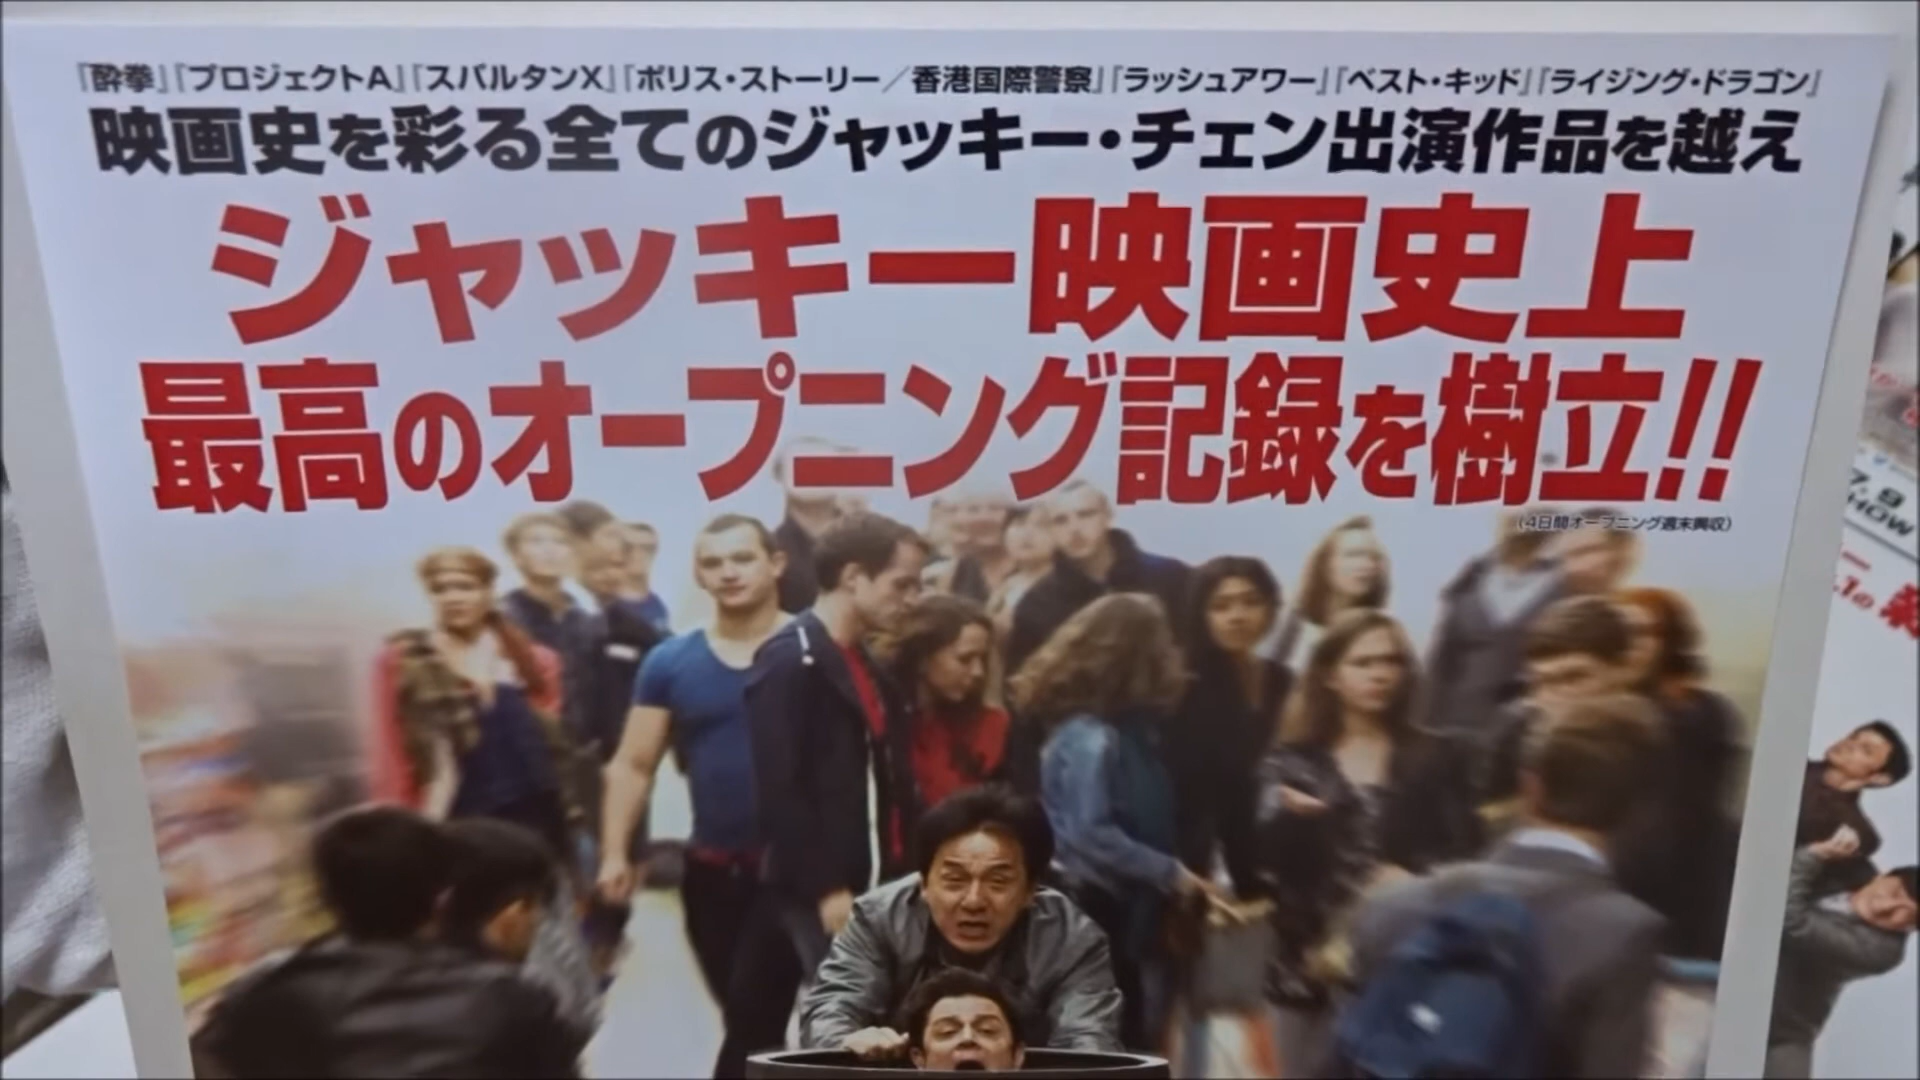 『酔拳』『プロジェクトA』『スパルタンX』『ポリス・ストーリー／香港国際警察』『ラッシュアワー』『ベスト・キッド』『ライジング・ドラゴン』
映画史を彩る全てのジャッキー・チェン出演作品を越え
ジャッキー映画史上
最高のオープニング記録を樹立!!
(4日間オープニング週末興収)